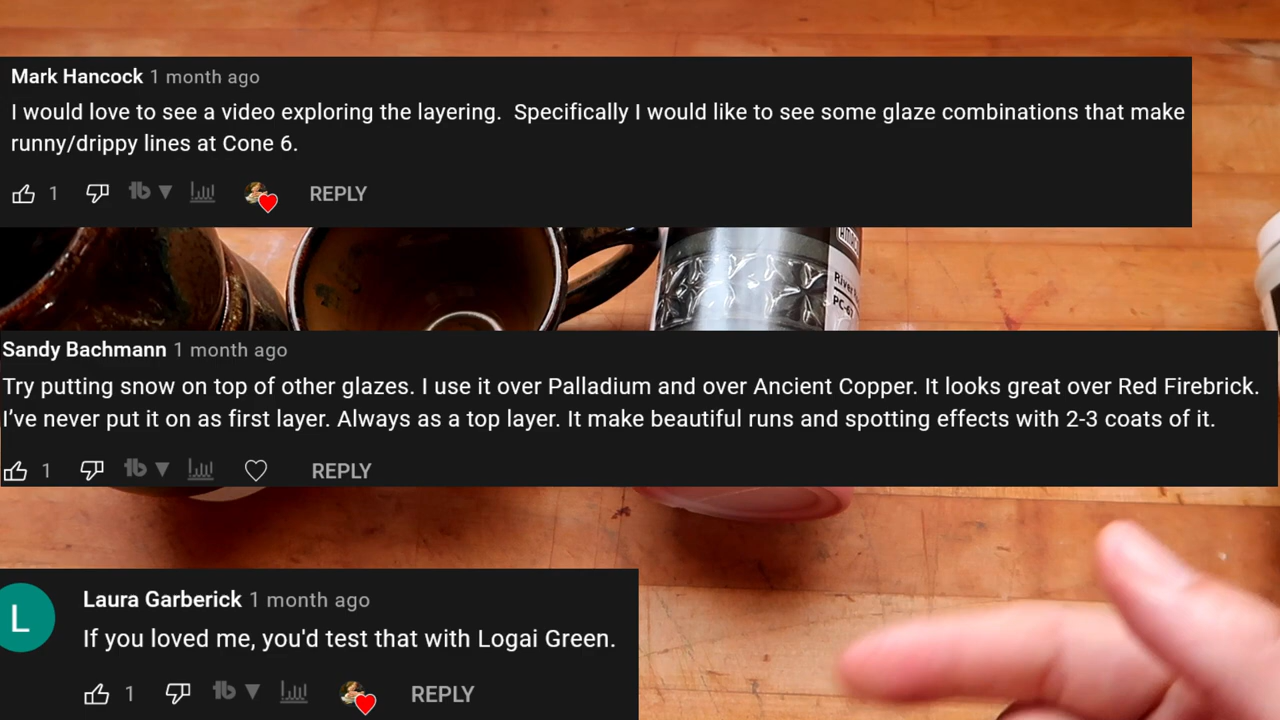 Mark Hancock 1 month ago
I would love to see a video exploring the layering.  Specifically I would like to see some glaze combinations that make
runny/drippy lines at Cone 6.
1 REPLY
River
PC-61
Sandy Bachmann 1 month ago
Try putting snow on top of other glazes. I use it over Palladium and over Ancient Copper. It looks great over Red Firebrick.
I've never put it on as first layer. Always as a top layer. It make beautiful runs and spotting effects with 2-3 coats of it.
1 REPLY
L
Laura Garberick 1 month ago
If you loved me, you'd test that with Logai Green.
1 REPLY